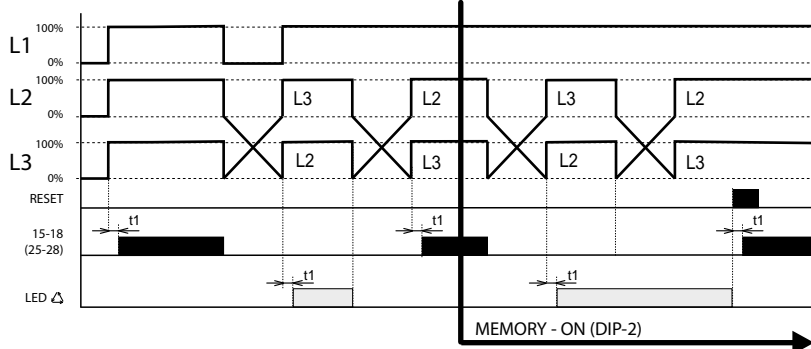 L1
100%
0%
L2
100%
0%
L3
L2
L3
L2
L3
100%
0%
L2
L3
L2
L3
RESET
15-18
(25-28)
t1
t1
t1
LED
t1
t1
MEMORY - ON (DIP-2)